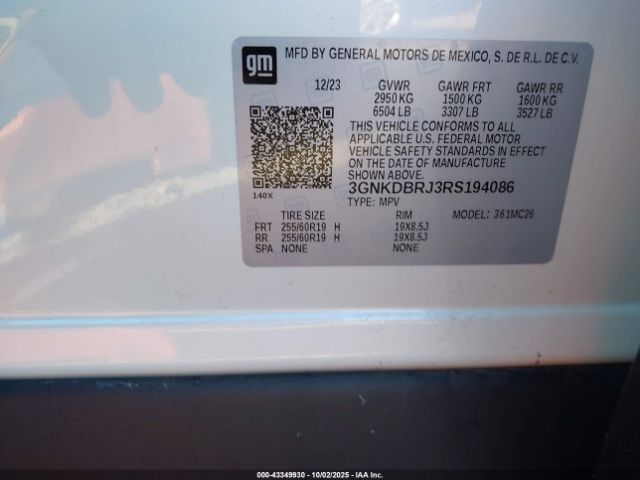 gm MFD BY GENERAL MOTORS DE MEXICO, S. DE R.L. DE C.V.
12/23 GVWR GAWR FRT GAWR RR
2950 KG 1500 KG 1600 KG
6504 LB 3307 LB 3527 LB
THIS VEHICLE CONFORMS TO ALL
APPLICABLE U.S. FEDERAL MOTOR
VEHICLE SAFETY STANDARDS IN EFFECT
ON THE DATE OF MANUFACTURE SHOWN ABOVE.
3GNKDBRJ3RS194086
140X TYPE: MPV
TIRE SIZE RIM MODEL: 361MC26
FRT 255/60R19 H 19X8.5J
RR 255/60R19 H 19X8.5J
SPA NONE NONE
000-43349930 - 10/02/2025 - IAA, Inc.